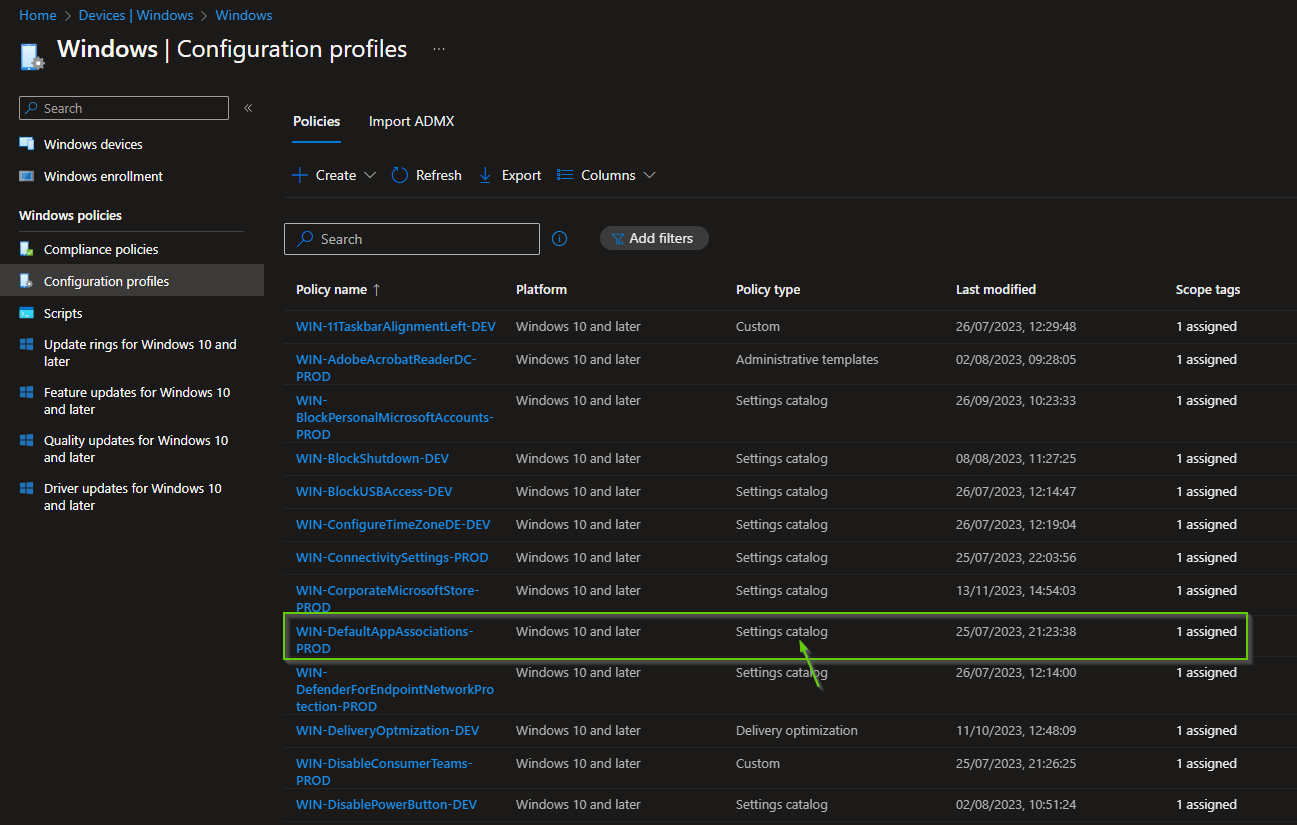 Home > Devices | Windows > Windows
Windows | Configuration profiles ...
Search «
Windows devices
Windows enrollment
Windows policies
Compliance policies
Configuration profiles
Scripts
Update rings for Windows 10 and
later
Feature updates for Windows 10
and later
Quality updates for Windows 10
and later
Driver updates for Windows 10
and later
Policies Import ADMX
Create Refresh Export Columns
Search Add filters
Policy name ↑ Platform Policy type Last modified Scope tags
WIN-11TaskbarAlignmentLeft-DEV Windows 10 and later Custom 26/07/2023, 12:29:48 1 assigned
WIN-AdobeAcrobatReaderDC- Windows 10 and later Administrative templates 02/08/2023, 09:28:05 1 assigned
PROD
WIN- Windows 10 and later Settings catalog 26/09/2023, 10:23:33 1 assigned
BlockPersonalMicrosoftAccounts-
PROD
WIN-BlockShutdown-DEV Windows 10 and later Settings catalog 08/08/2023, 11:27:25 1 assigned
WIN-BlockUSBAccess-DEV Windows 10 and later Settings catalog 26/07/2023, 12:14:47 1 assigned
WIN-ConfigureTimeZoneDE-DEV Windows 10 and later Settings catalog 26/07/2023, 12:19:04 1 assigned
WIN-ConnectivitySettings-PROD Windows 10 and later Settings catalog 25/07/2023, 22:03:56 1 assigned
WIN-CorporateMicrosoftStore- Windows 10 and later Settings catalog 13/11/2023, 14:54:03 1 assigned
PROD
WIN-DefaultAppAssociations- Windows 10 and later Settings catalog 25/07/2023, 21:23:38 1 assigned
PROD
WIN- Windows 10 and later Settings catalog 26/07/2023, 12:14:00 1 assigned
DefenderForEndpointNetworkPro
tection-PROD
WIN-DeliveryOptmization-DEV Windows 10 and later Delivery optimization 11/10/2023, 12:48:09 1 assigned
WIN-DisableConsumerTeams- Windows 10 and later Custom 25/07/2023, 21:26:25 1 assigned
PROD
WIN-DisablePowerButton-DEV Windows 10 and later Settings catalog 02/08/2023, 10:51:24 1 assigned